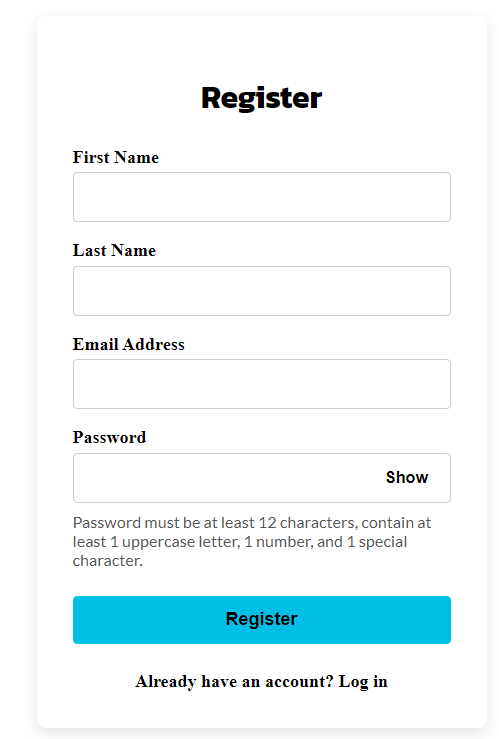 Register
First Name
Last Name
Email Address
Password
Show
Password must be at least 12 characters, contain at
least 1 uppercase letter, 1 number, and 1 special
character.
Register
Already have an account? Log in